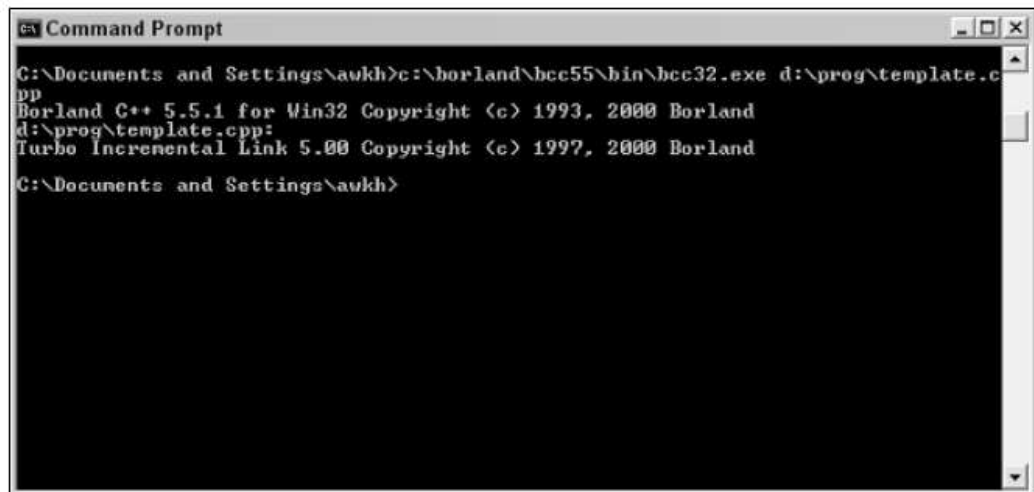 Command Prompt
C:\Documents and Settings\awkh>c:\borland\bcc55\bin\bcc32.exe d:\prog\template.c
pp
Borland C++ 5.5.1 for Win32 Copyright (c) 1993, 2000 Borland
d:\prog\template.cpp:
Turbo Incremental Link 5.00 Copyright (c) 1997, 2000 Borland
C:\Documents and Settings\awkh>